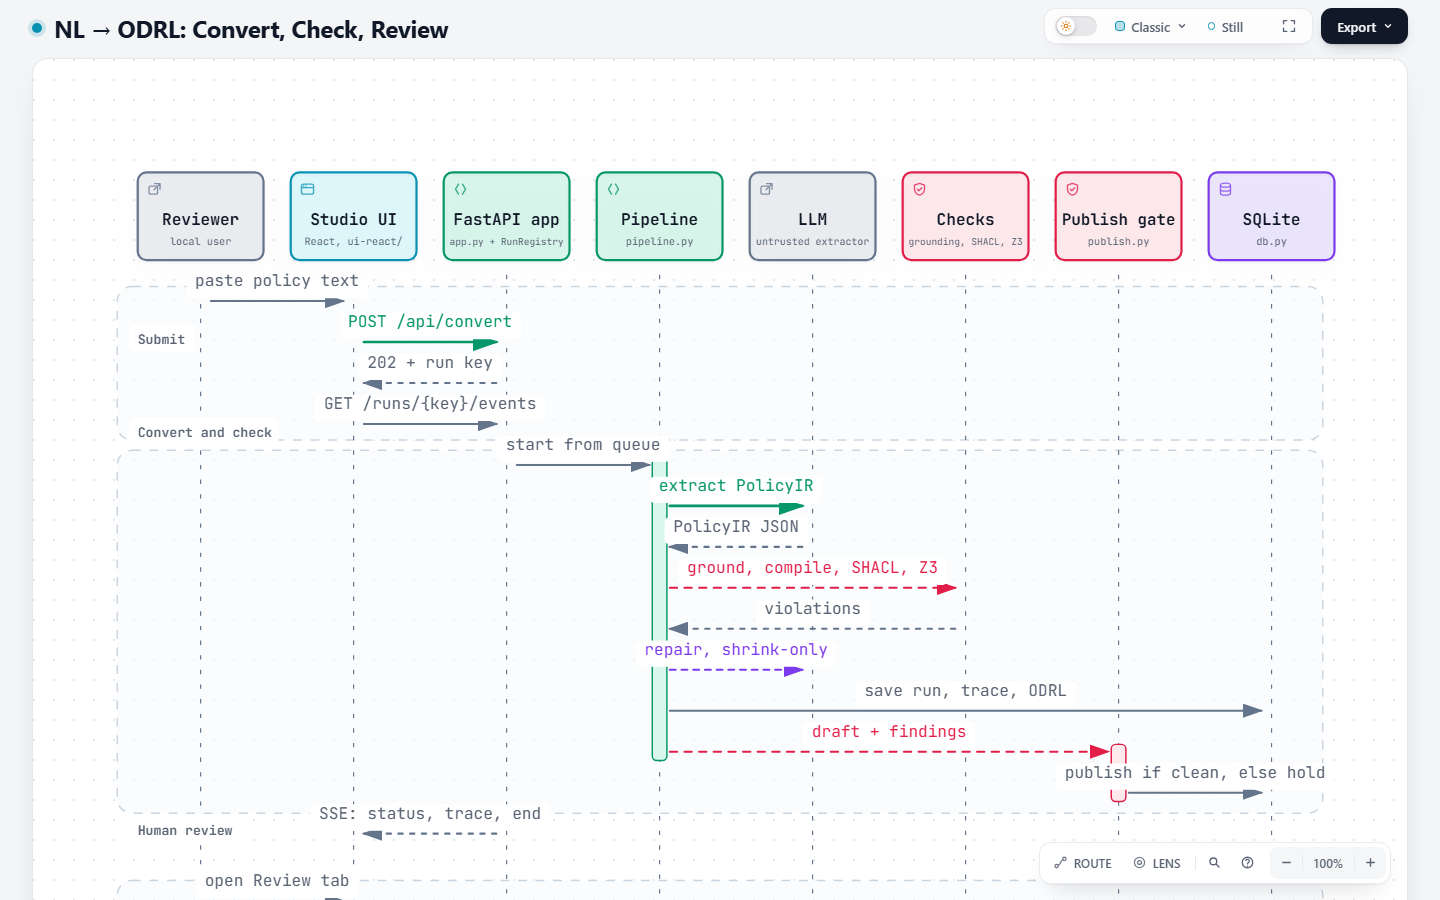 NL → ODRL: Convert, Check, Review
Classic
Still
Export
Reviewer
local user
Studio UI
React, ui-react/
FastAPI app
app.py + RunRegistry
Pipeline
pipeline.py
LLM
untrusted extractor
Checks
grounding, SHACL, Z3
Publish gate
publish.py
SQLite
db.py
paste policy text
POST /api/convert
Submit
202 + run key
GET /runs/{key}/events
Convert and check
start from queue
extract PolicyIR
PolicyIR JSON
ground, compile, SHACL, Z3
violations
repair, shrink-only
save run, trace, ODRL
draft + findings
publish if clean, else hold
SSE: status, trace, end
Human review
open Review tab
ROUTE
LENS
100%